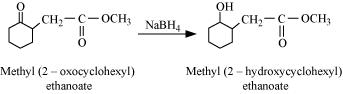 O
CH₂ – C – OCH₃
O
NaBH₄
OH
CH₂ – C – OCH₃
O
Methyl (2 – oxocyclohexyl)
ethanoate
Methyl (2 – hydroxycyclohexyl)
ethanoate